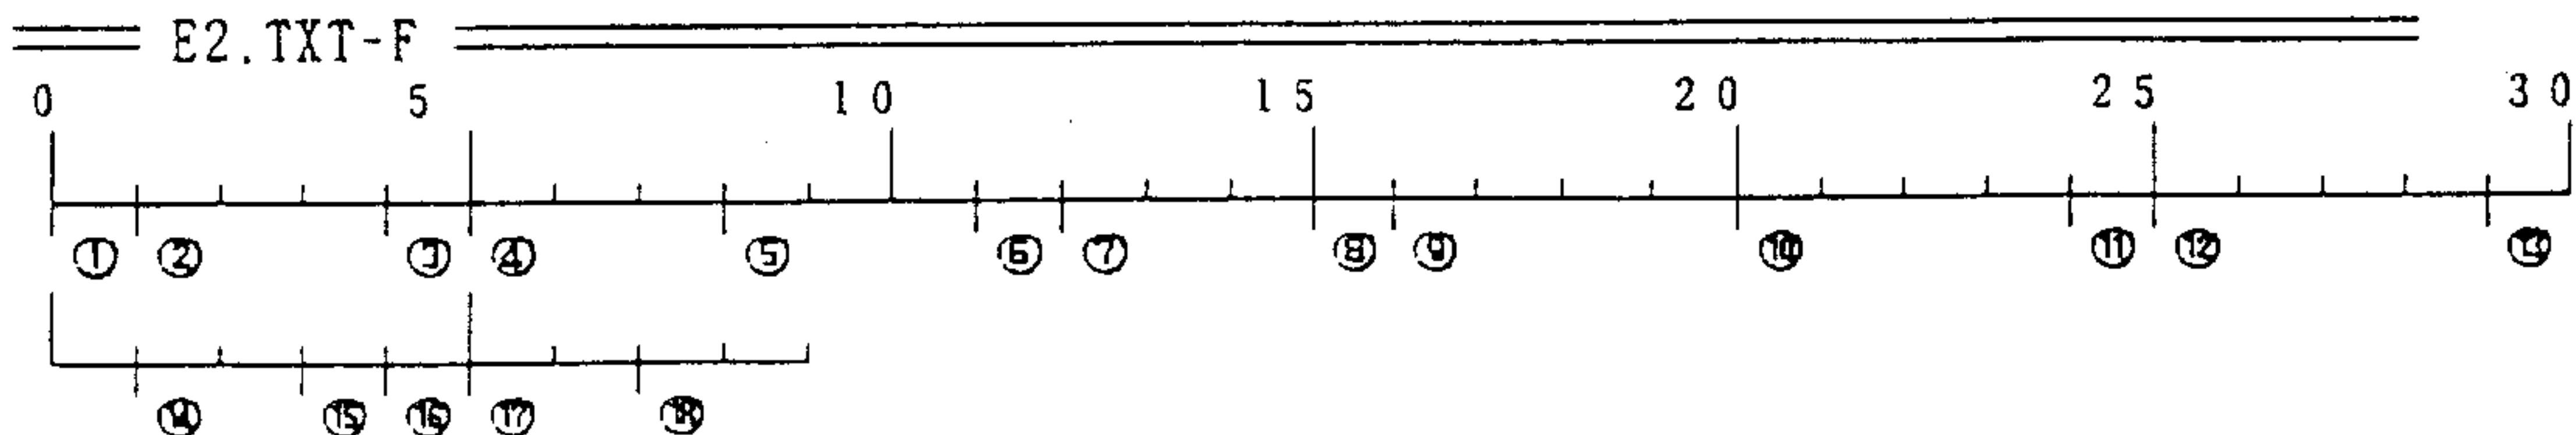 E2.TXT-F
0 5 10 15 20 25 30
① ② ③ ④ ⑤ ⑥ ⑦ ⑧ ⑨ ⑩ ⑪ ⑫ ⑬
⑭ ⑮ ⑯ ⑰ ⑱